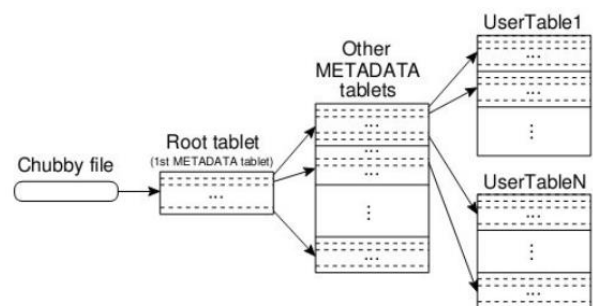 Chubby file
Root tablet
(1st METADATA tablet)
...
Other
METADATA
tablets
...
...
⋮
...
UserTable1
...
...
⋮
UserTableN
...
⋮
...